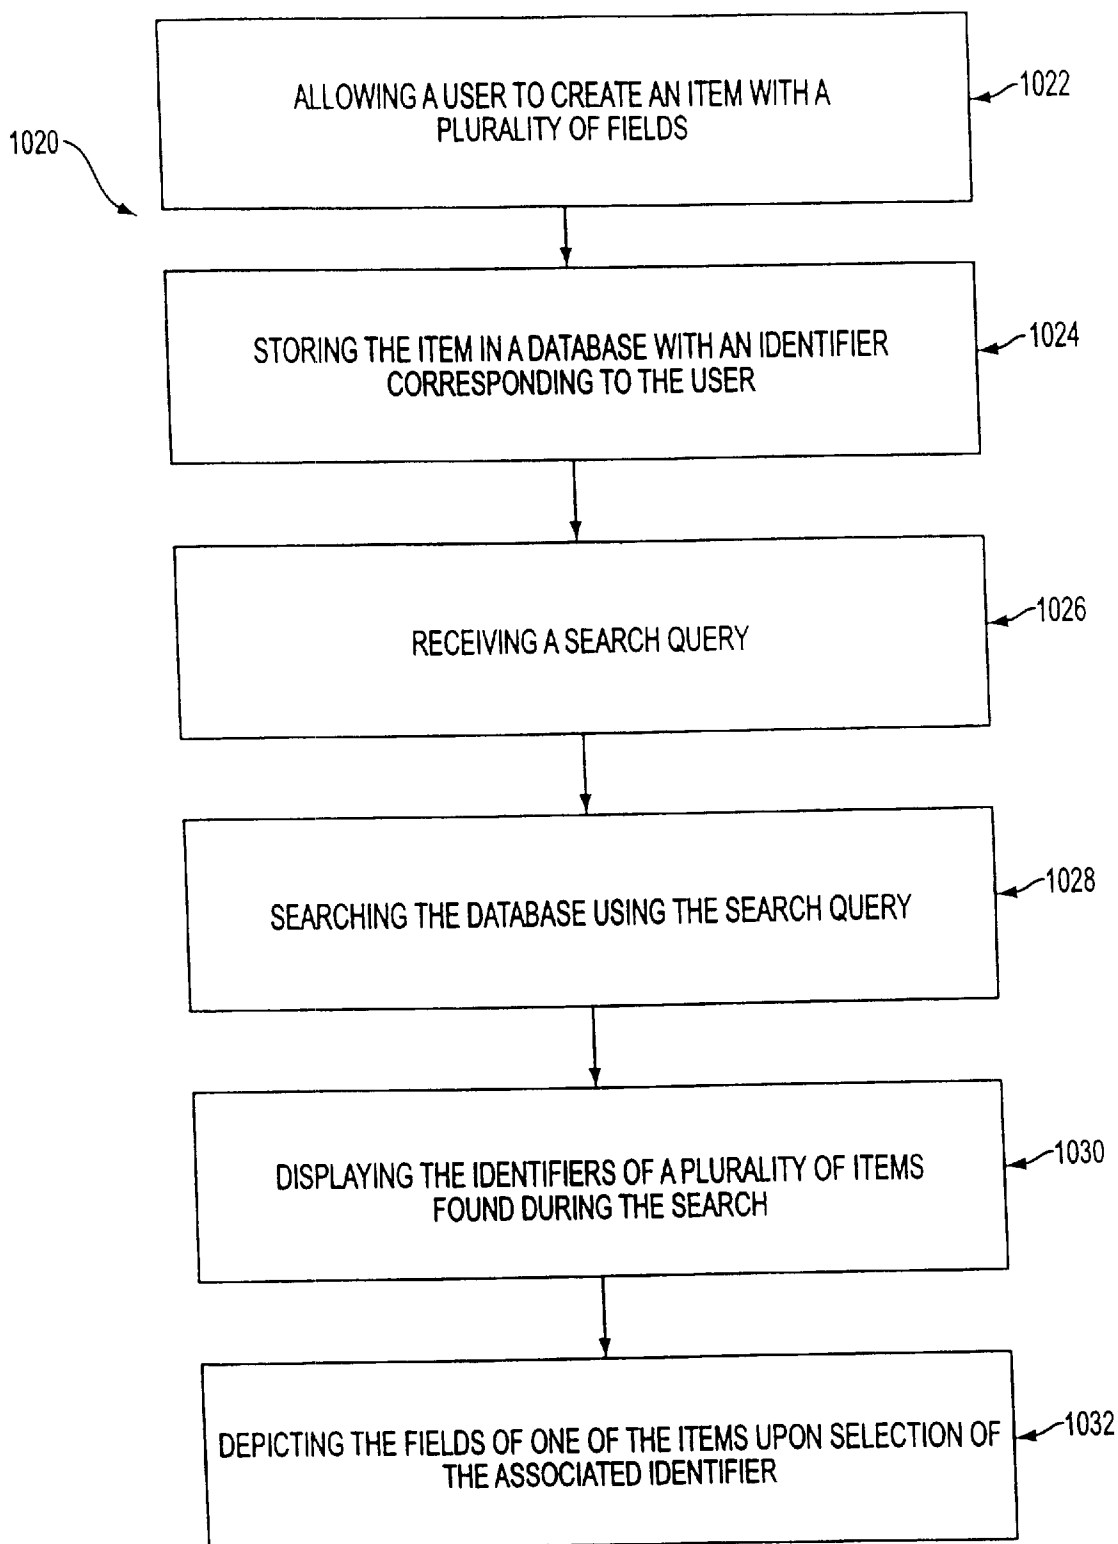 ALLOWING A USER TO CREATE AN ITEM WITH A
PLURALITY OF FIELDS
1022
1020
STORING THE ITEM IN A DATABASE WITH AN IDENTIFIER
CORRESPONDING TO THE USER
1024
RECEIVING A SEARCH QUERY
1026
SEARCHING THE DATABASE USING THE SEARCH QUERY
1028
DISPLAYING THE IDENTIFIERS OF A PLURALITY OF ITEMS
FOUND DURING THE SEARCH
1030
DEPICTING THE FIELDS OF ONE OF THE ITEMS UPON SELECTION OF
THE ASSOCIATED IDENTIFIER
1032